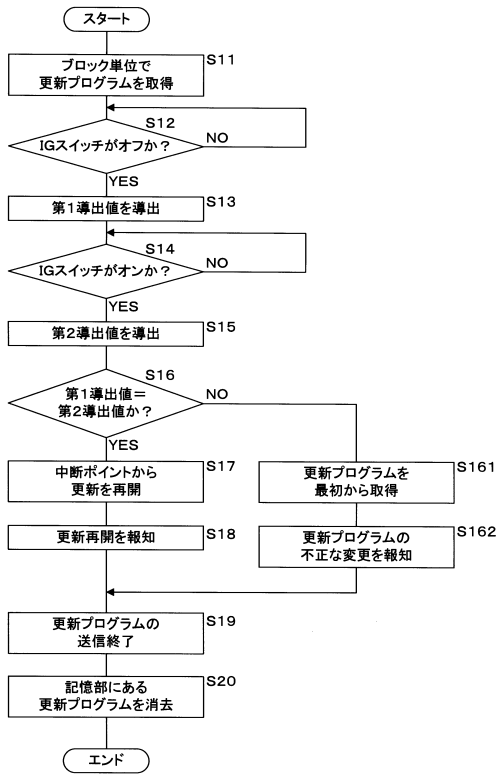 スタート
ブロック単位で
更新プログラムを取得
S11
S12
IGスイッチがオフか?
NO
YES
第1導出値を導出
S13
S14
IGスイッチがオンか?
NO
YES
第2導出値を導出
S15
S16
第1導出値=
第2導出値か?
NO
YES
中断ポイントから
更新を再開
S17
更新プログラムを
最初から取得
S161
更新再開を報知
S18
更新プログラムの
不正な変更を報知
S162
更新プログラムの
送信終了
S19
記憶部にある
更新プログラムを消去
S20
エンド